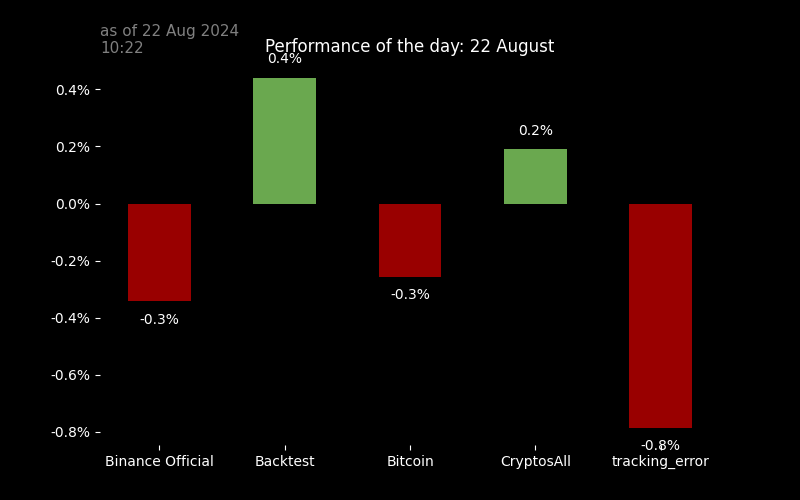 as of 22 Aug 2024
10:22
Performance of the day: 22 August
0.4%
0.4%
0.2%
0.2%
0.0%
-0.2%
-0.3%
-0.3%
-0.4%
-0.6%
-0.8%
-0.8%
Binance Official
Backtest
Bitcoin
CryptosAll
tracking_error